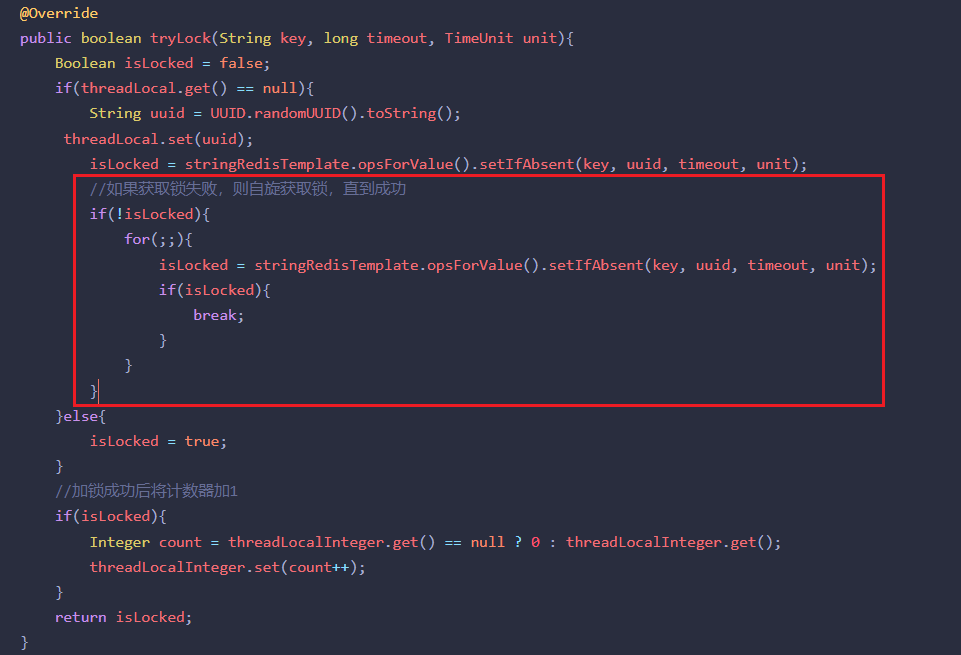 @Override
public boolean tryLock(String key, long timeout, TimeUnit unit){
    Boolean isLocked = false;
    if(threadLocal.get() == null){
        String uuid = UUID.randomUUID().toString();
     threadLocal.set(uuid);
        isLocked = stringRedisTemplate.opsForValue().setIfAbsent(key, uuid, timeout, unit);
        //如果获取锁失败，则自旋获取锁，直到成功
        if(!isLocked){
            for(;;){
                isLocked = stringRedisTemplate.opsForValue().setIfAbsent(key, uuid, timeout, unit);
                if(isLocked){
                    break;
                }
            }
        }
    }else{
        isLocked = true;
    }
    //加锁成功后将计数器加1
    if(isLocked){
        Integer count = threadLocalInteger.get() == null ? 0 : threadLocalInteger.get();
        threadLocalInteger.set(count++);
    }
    return isLocked;
}